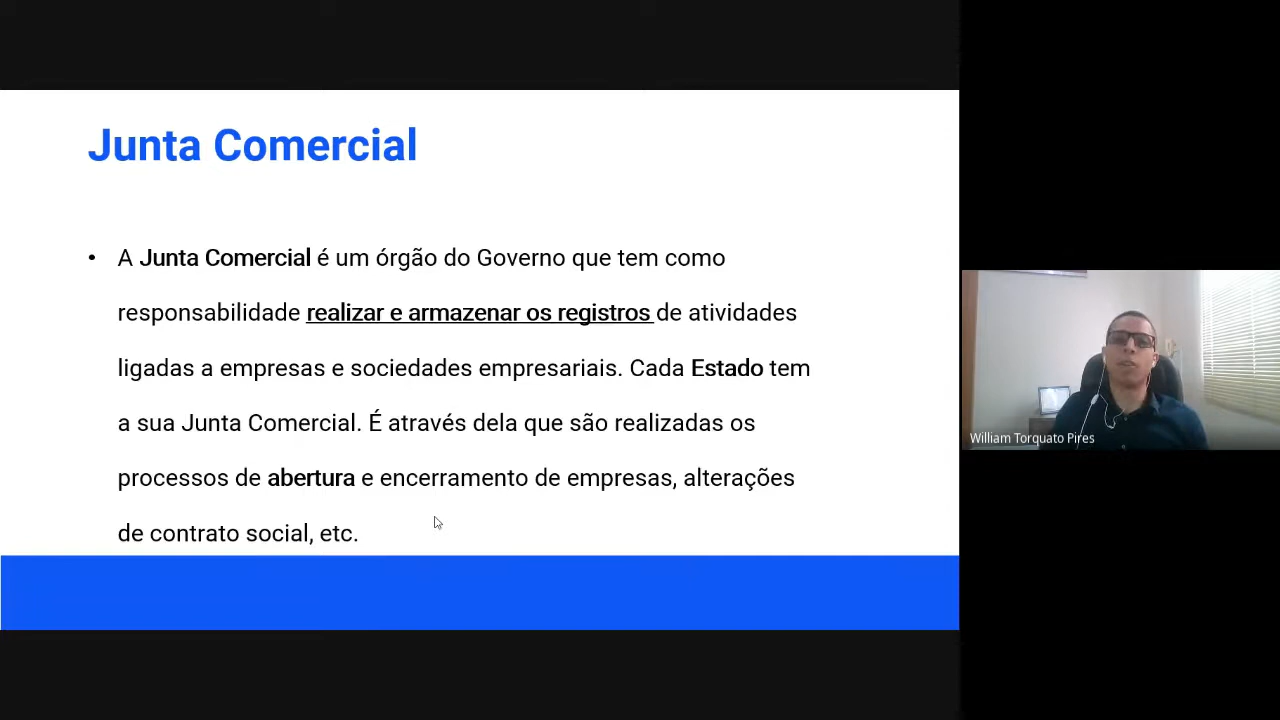 Junta Comercial
• A Junta Comercial é um órgão do Governo que tem como
responsabilidade realizar e armazenar os registros de atividades
ligadas a empresas e sociedades empresariais. Cada Estado tem
a sua Junta Comercial. É através dela que são realizadas os
processos de abertura e encerramento de empresas, alterações
de contrato social, etc.
William Torquato Pires